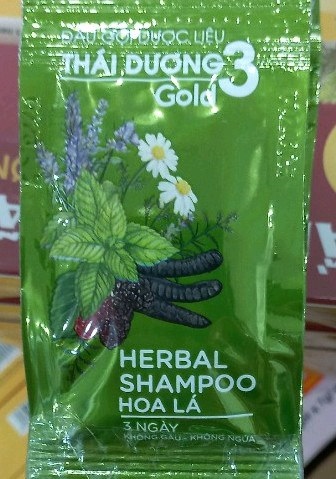 DẦU GỘI DƯỢC LIỆU
THÁI DƯƠNG 3
Gold
HERBAL
SHAMPOO
HOA LÁ
3 NGÀY
KHÔNG GÀU - KHÔNG NGỨA